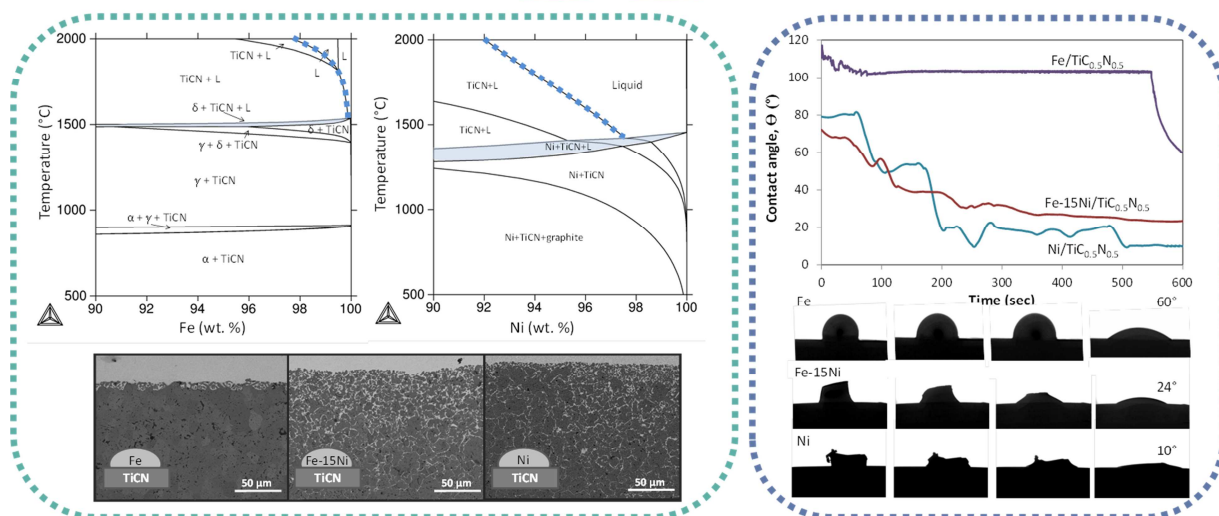 2000
1500
1000
500
Temperature (°C)
TiCN + L
L
L
TiCN + L
δ + TiCN + L
δ + TiCN
γ + δ + TiCN
γ + TiCN
α + γ + TiCN
α + TiCN
90 92 94 96 98 100
Fe (wt. %)
2000
1500
1000
500
Temperature (°C)
TiCN+L
Liquid
TiCN+L
Ni+TiCN+L
Ni+TiCN
Ni+TiCN+graphite
90 92 94 96 98 100
Ni (wt. %)
Fe
TiCN
50 µm
Fe-15Ni
TiCN
50 µm
Ni
TiCN
50 µm
120
100
80
60
40
20
0
Contact angle, Θ (°)
Fe/TiC0.5N0.5
Fe-15Ni/TiC0.5N0.5
Ni/TiC0.5N0.5
0 100 200 300 400 500 600
Time (sec)
Fe
60°
Fe-15Ni
24°
Ni
10°